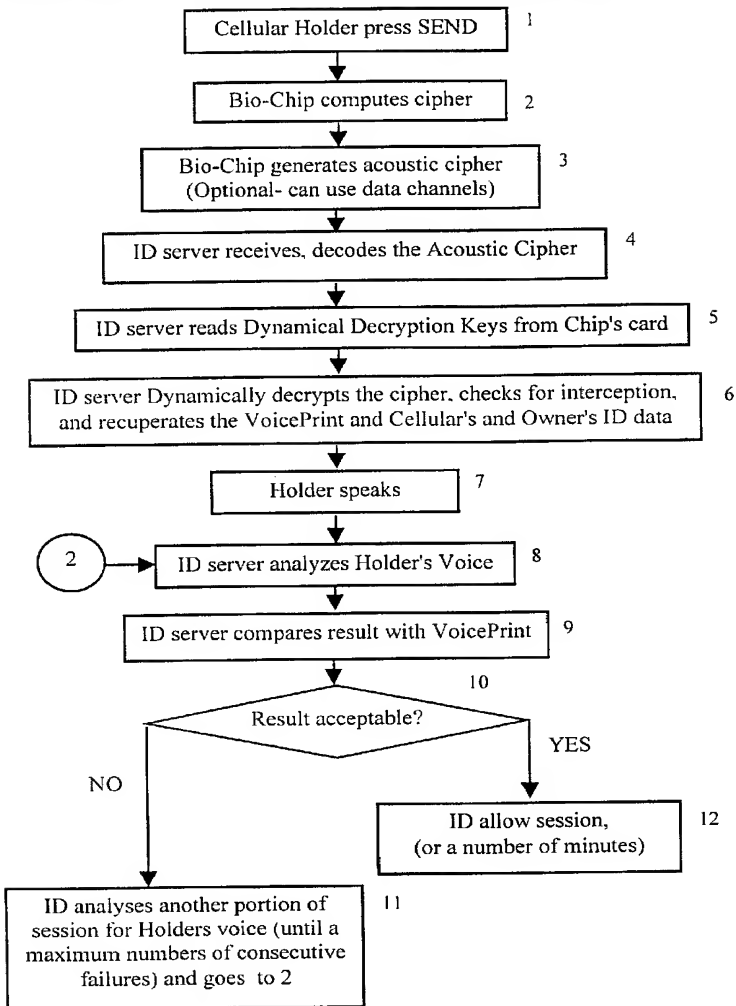 Cellular Holder press SEND
1
Bio-Chip computes cipher
2
Bio-Chip generates acoustic cipher
(Optional- can use data channels)
3
ID server receives, decodes the Acoustic Cipher
4
ID server reads Dynamical Decryption Keys from Chip's card
5
ID server Dynamically decrypts the cipher, checks for interception,
and recuperates the VoicePrint and Cellular's and Owner's ID data
6
Holder speaks
7
2
ID server analyzes Holder's Voice
8
ID server compares result with VoicePrint
9
10
Result acceptable?
YES
NO
ID allow session,
(or a number of minutes)
12
ID analyses another portion of
session for Holders voice (until a
maximum numbers of consecutive
failures) and goes to 2
11